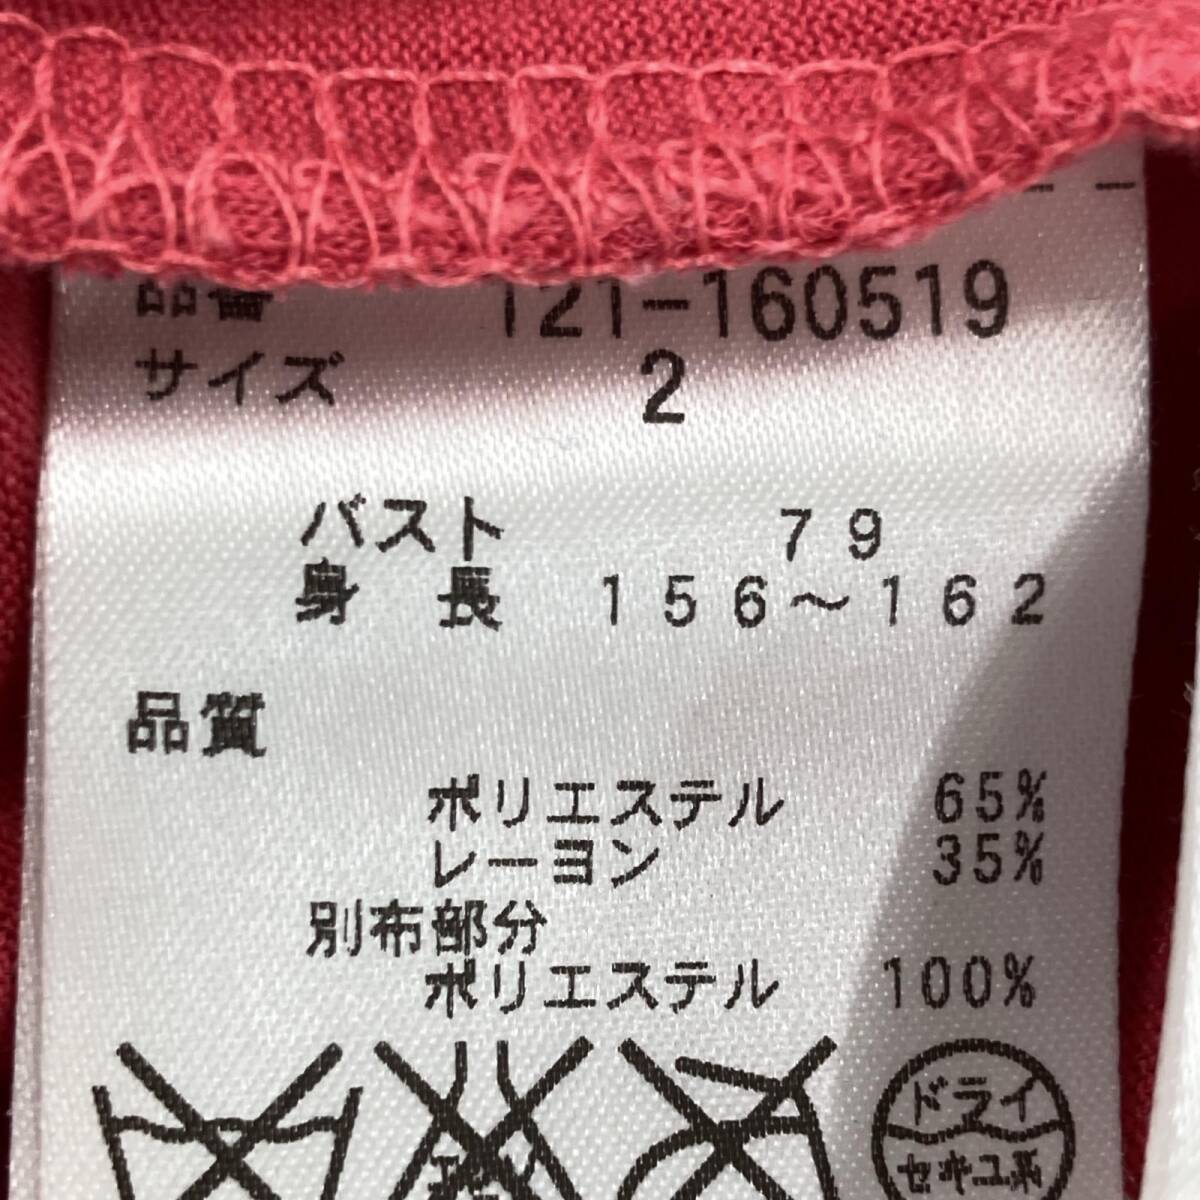 品番 121-160519
サイズ 2
バスト 79
身長 156〜162
品質
ポリエステル 65%
レーヨン 35%
別布部分
ポリエステル 100%
ドライ
セキユ系